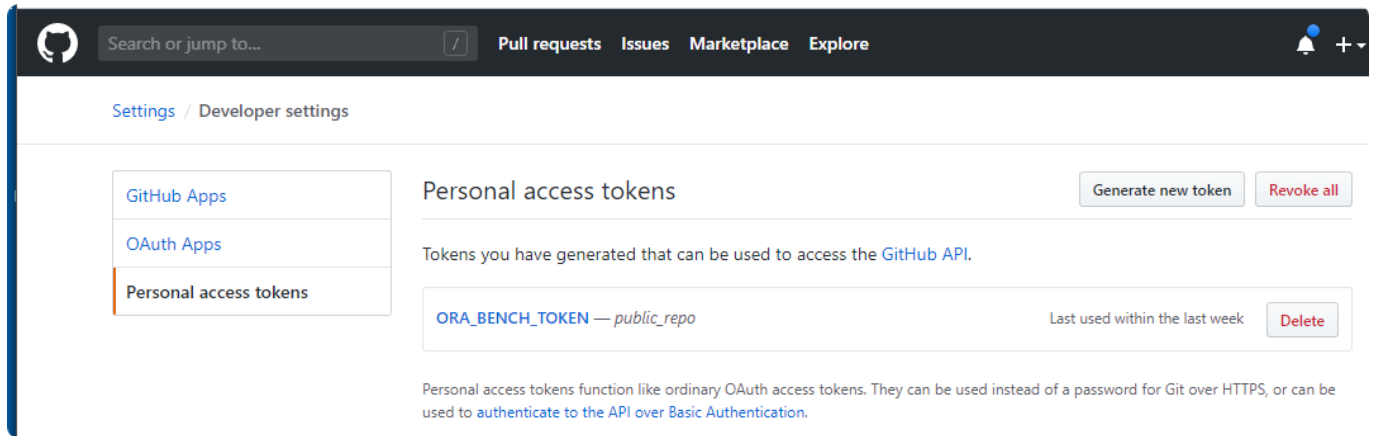 Search or jump to... / Pull requests Issues Marketplace Explore
Settings / Developer settings
GitHub Apps
OAuth Apps
Personal access tokens
Personal access tokens Generate new token Revoke all
Tokens you have generated that can be used to access the GitHub API.
ORA_BENCH_TOKEN — public_repo Last used within the last week Delete
Personal access tokens function like ordinary OAuth access tokens. They can be used instead of a password for Git over HTTPS, or can be
used to authenticate to the API over Basic Authentication.